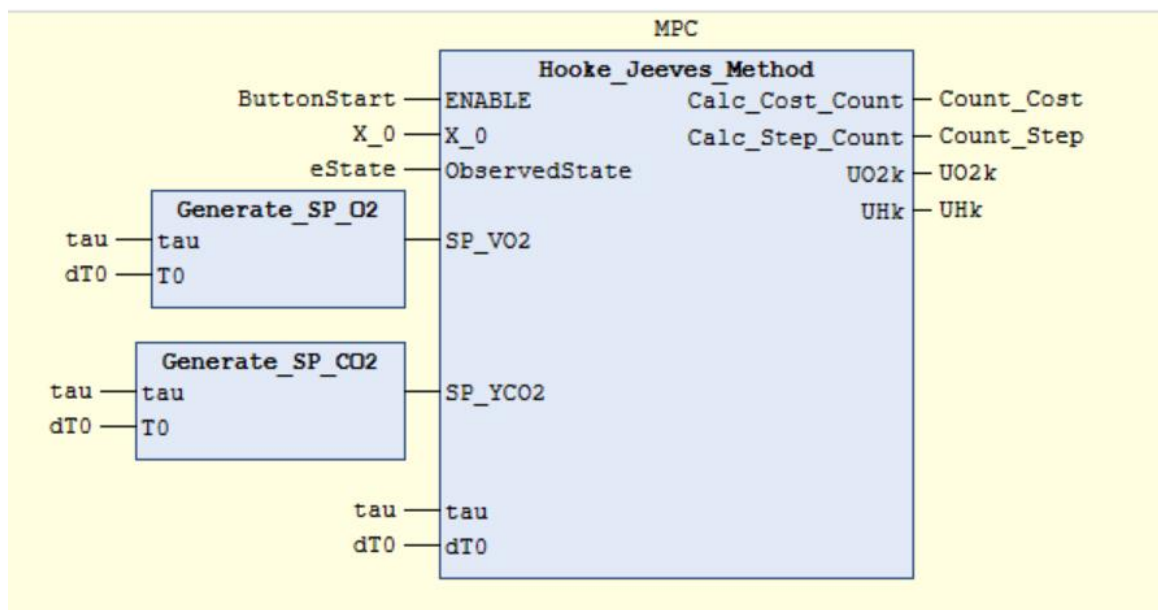 MPC
Hooke_Jeeves_Method
ButtonStart ENABLE Calc_Cost_Count Count_Cost
X_0 X_0 Calc_Step_Count Count_Step
eState ObservedState UO2k UO2k
Generate_SP_O2 UHk UHk
tau tau SP_VO2
dT0 T0
Generate_SP_CO2
tau tau SP_YCO2
dT0 T0
tau tau
dT0 dT0